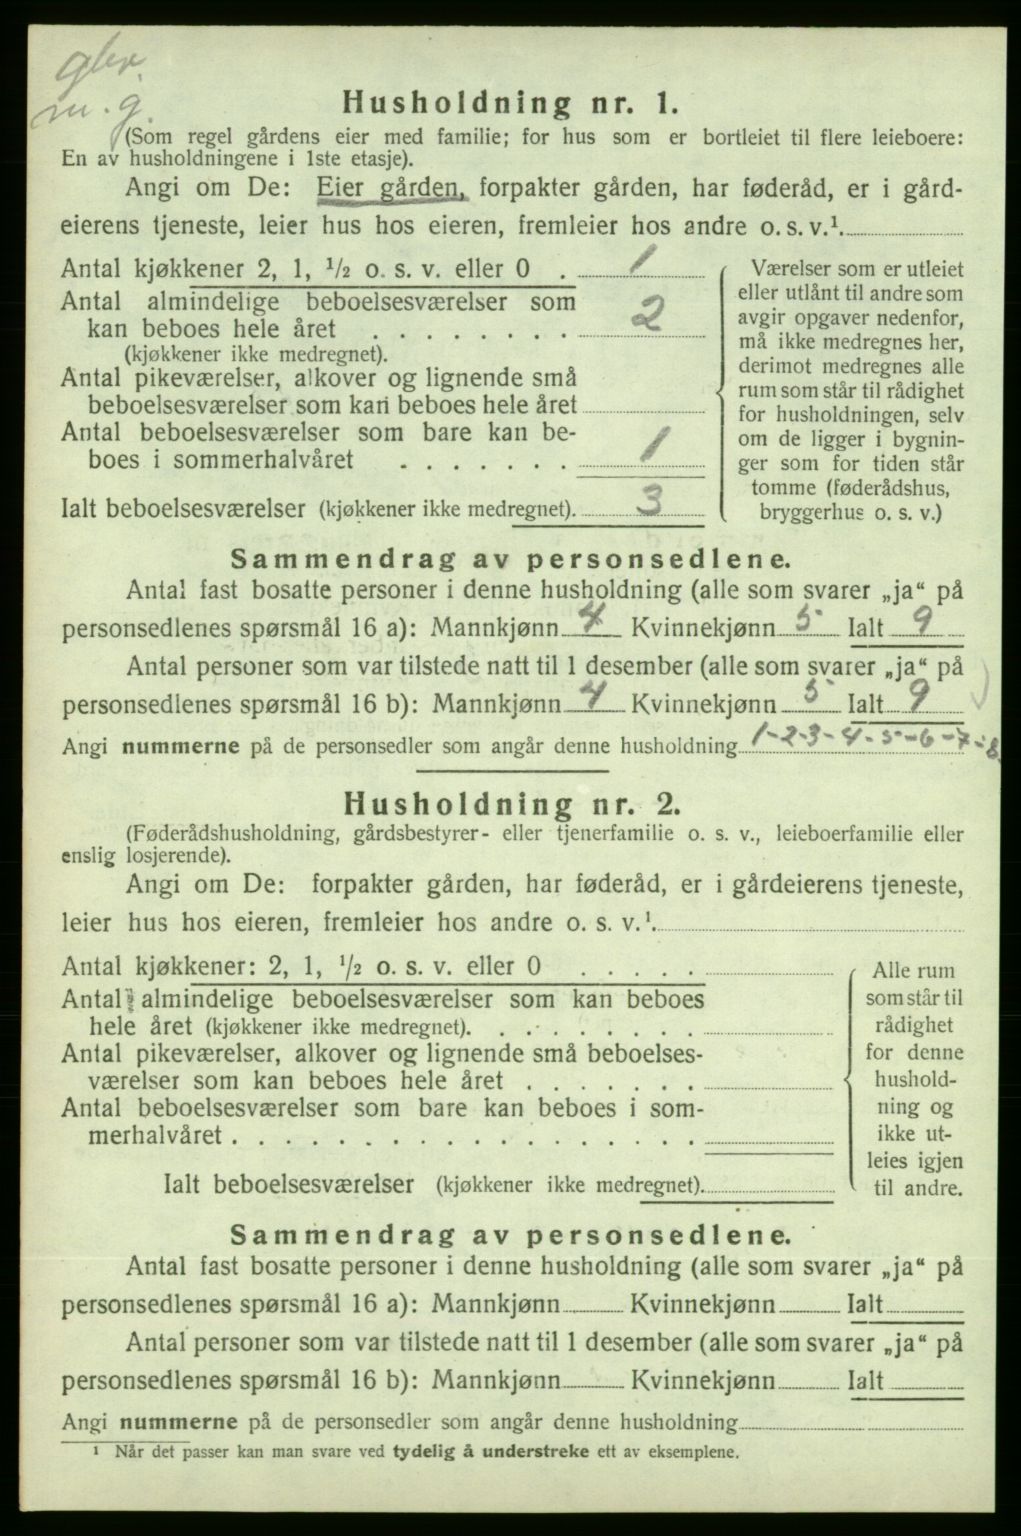 gbr.
m.g.
Husholdning nr. 1.
(Som regel gårdens eier med familie; for hus som er bortleiet til flere leieboere:
En av husholdningene i 1ste etasje).
Angi om De: Eier gården, forpakter gården, har føderåd, er i gård-
eierens tjeneste, leier hus hos eieren, fremleier hos andre o. s. v.¹.
Antal kjøkkener 2, 1, ½ o. s. v. eller 0 . 1
Antal almindelige beboelsesværelser som
kan beboes hele året . . . . . . . 2
(kjøkkener ikke medregnet).
Antal pikeværelser, alkover og lignende små
beboelsesværelser som kan beboes hele året
Antal beboelsesværelser som bare kan be-
boes i sommerhalvåret . . . . . . . 1
Ialt beboelsesværelser (kjøkkener ikke medregnet). 3
Værelser som er utleiet
eller utlånt til andre som
avgir opgaver nedenfor,
må ikke medregnes her,
derimot medregnes alle
rum som står til rådighet
for husholdningen, selv
om de ligger i bygnin-
ger som for tiden står
tomme (føderådshus,
bryggerhus o. s. v.)
Sammendrag av personsedlene.
Antal fast bosatte personer i denne husholdning (alle som svarer „ja“ på
personsedlenes spørsmål 16 a): Mannkjønn 4 Kvinnekjønn 5 Ialt 9
Antal personer som var tilstede natt til 1 desember (alle som svarer „ja“ på
personsedlenes spørsmål 16 b): Mannkjønn 4 Kvinnekjønn 5 Ialt 9
Angi nummerne på de personsedler som angår denne husholdning 1-2-3-4-5-6-7-8
Husholdning nr. 2.
(Føderådshusholdning, gårdsbestyrer- eller tjenerfamilie o. s. v., leieboerfamilie eller
enslig losjerende).
Angi om De: forpakter gården, har føderåd, er i gårdeierens tjeneste,
leier hus hos eieren, fremleier hos andre o. s. v.¹.
Antal kjøkkener: 2, 1, ½ o. s. v. eller 0 . . . . .
Antal almindelige beboelsesværelser som kan beboes
hele året (kjøkkener ikke medregnet). . . . . . . . .
Antal pikeværelser, alkover og lignende små beboelses-
værelser som kan beboes hele året . . . . . . .
Antal beboelsesværelser som bare kan beboes i som-
merhalvåret . . . . . . . . . . . . . . . . . .
Ialt beboelsesværelser (kjøkkener ikke medregnet).
Alle rum
som står til
rådighet
for denne
hushold-
ning og
ikke ut-
leies igjen
til andre.
Sammendrag av personsedlene.
Antal fast bosatte personer i denne husholdning (alle som svarer „ja“ på
personsedlenes spørsmål 16 a): Mannkjønn Kvinnekjønn Ialt
Antal personer som var tilstede natt til 1 desember (alle som svarer „ja“ på
personsedlenes spørsmål 16 b): Mannkjønn Kvinnekjønn Ialt
Angi nummerne på de personsedler som angår denne husholdning
¹ Når det passer kan man svare ved tydelig å understreke ett av eksemplene.